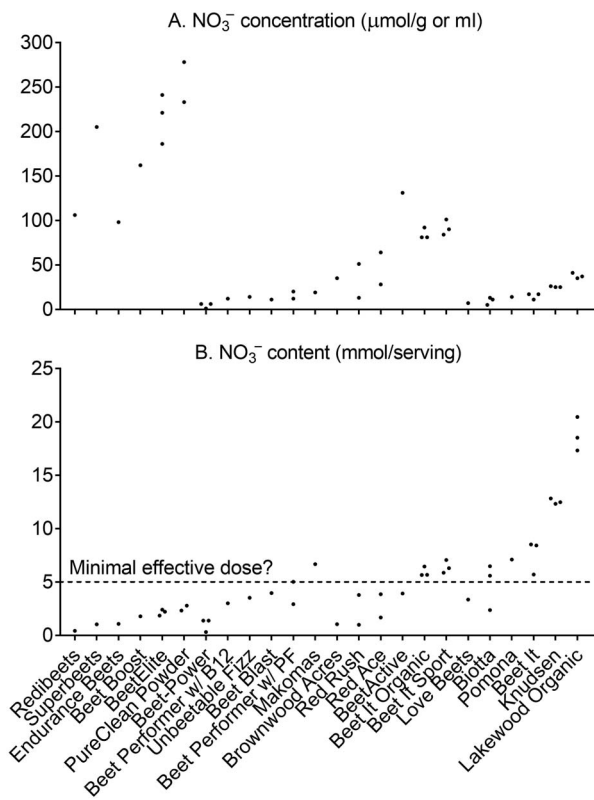 A. NO₃⁻ concentration (μmol/g or ml)
300
250
200
150
100
50
0
B. NO₃⁻ content (mmol/serving)
25
20
15
10
5
0
Minimal effective dose?
Redibeets
Superbeets
Endurance Beets
Beet Boost
BeetElite
PureClean Powder
Beet-Power
Beet Performer w/ B12
Unbeetable Fizz
Beet Blast
Beet Performer w/ PF
Makomas
Brownwood Acres
Red Rush
Red Ace
BeetActive
Beet It Organic
Beet It Sport
Love Beets
Biotta
Pomona
Beet It
Knudsen
Lakewood Organic